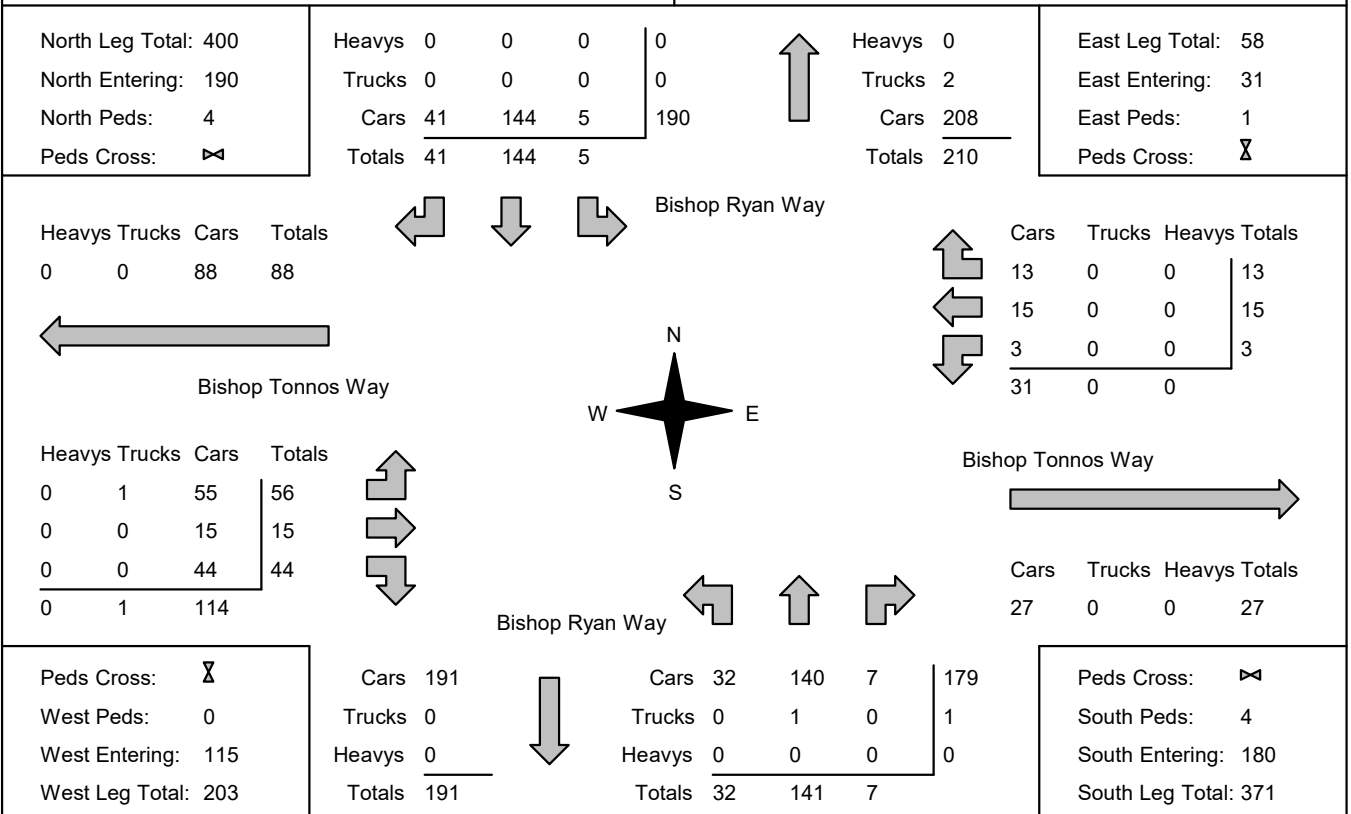 North Leg Total: 400
North Entering: 190
North Peds: 4
Peds Cross:
Heavys 0 0 0 0
Trucks 0 0 0 0
Cars 41 144 5 190
Totals 41 144 5
Heavys 0
Trucks 2
Cars 208
Totals 210
East Leg Total: 58
East Entering: 31
East Peds: 1
Peds Cross:
Bishop Ryan Way
Heavys Trucks Cars Totals
0 0 88 88
Cars Trucks Heavys Totals
13 0 0 13
15 0 0 15
3 0 0 3
31 0 0
Bishop Tonnos Way
N
W E
S
Heavys Trucks Cars Totals
0 1 55 56
0 0 15 15
0 0 44 44
0 1 114
Bishop Tonnos Way
Cars Trucks Heavys Totals
27 0 0 27
Bishop Ryan Way
Peds Cross:
West Peds: 0
West Entering: 115
West Leg Total: 203
Cars 191
Trucks 0
Heavys 0
Totals 191
Cars 32 140 7 179
Trucks 0 1 0 1
Heavys 0 0 0 0
Totals 32 141 7
Peds Cross:
South Peds: 4
South Entering: 180
South Leg Total: 371